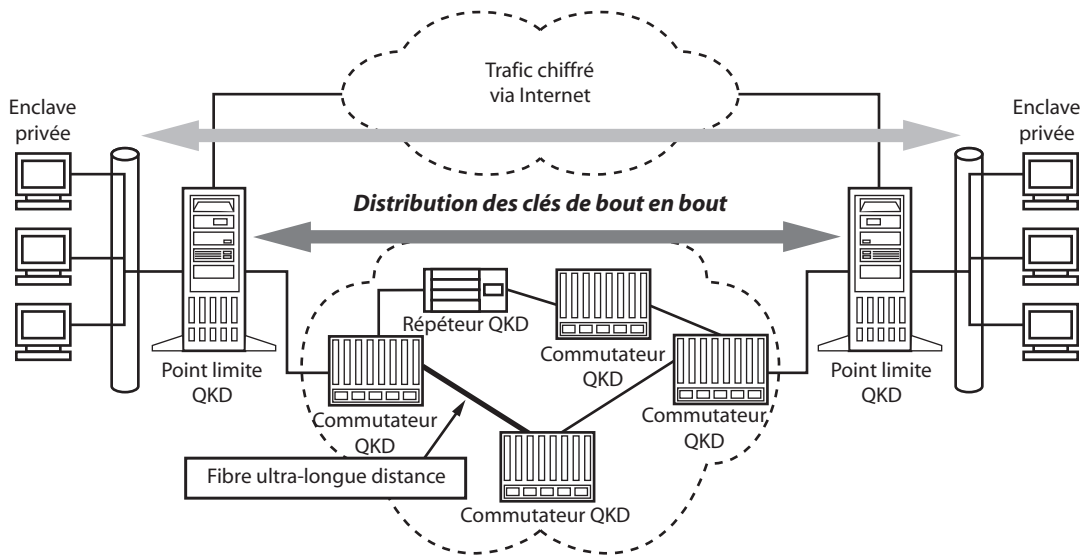 Trafic chiffré
via Internet
Enclave
privée
Enclave
privée
Distribution des clés de bout en bout
Répéteur QKD
Commutateur
QKD
Point limite
QKD
Point limite
QKD
Commutateur
QKD
Commutateur
QKD
Fibre ultra-longue distance
Commutateur QKD